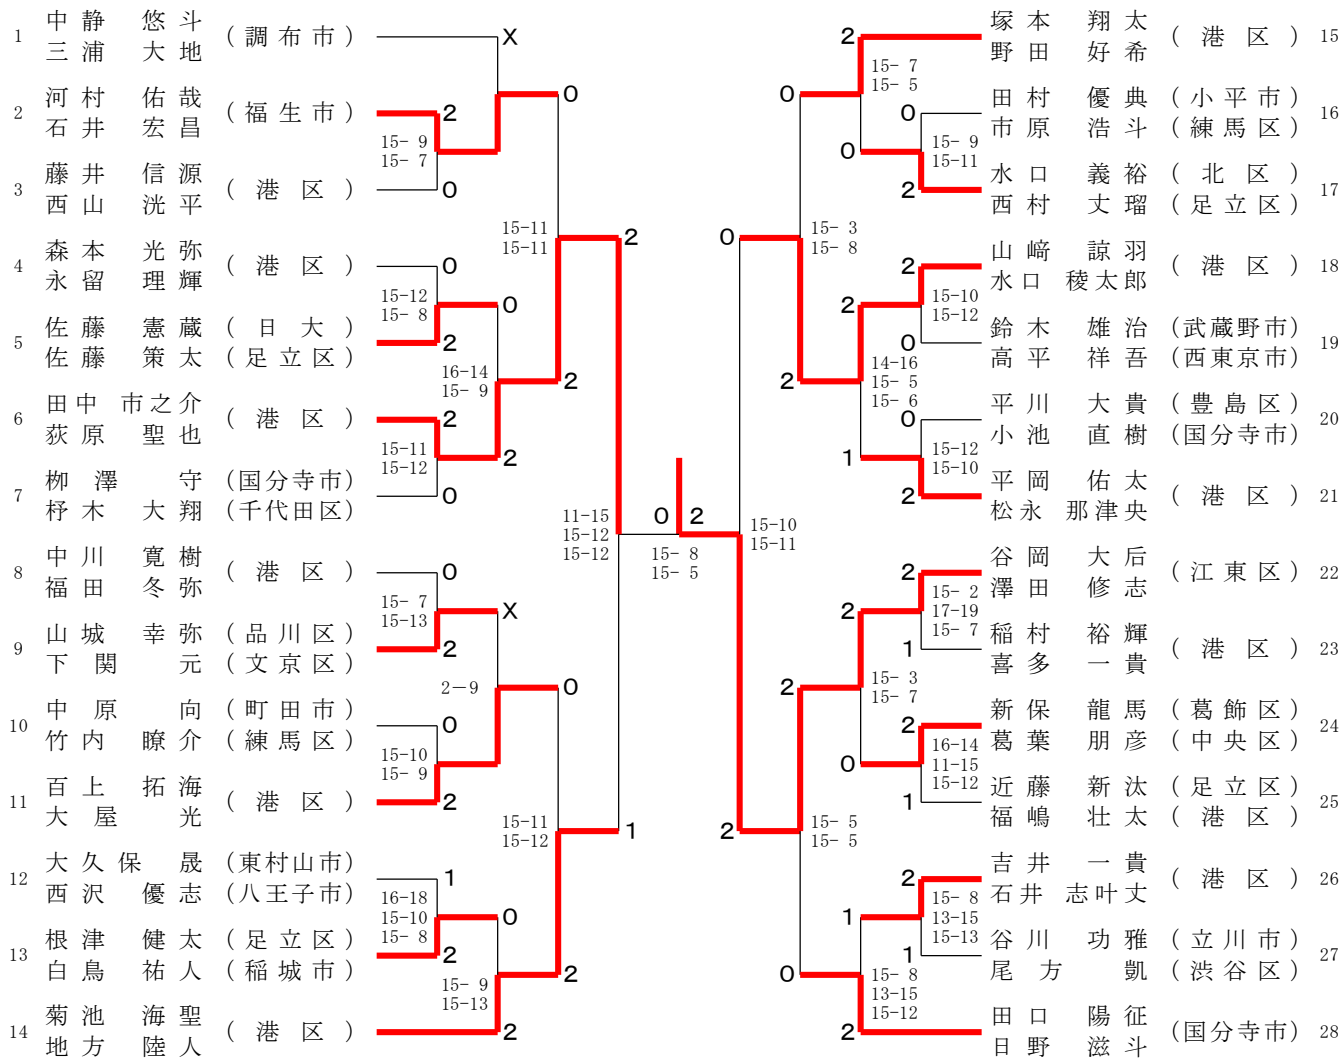 1 中静 悠斗 (調布市)
三浦 大地
X
2 河村 佑哉 (福生市) 2
石井 宏昌
15- 9
15- 7
0
3 藤井 信源 (港区) 0
西山 洸平
15-11
15-11
2
4 森本 光弥 (港区) 0
永留 理輝
15-12
15- 8
0
5 佐藤 憲蔵 (日大) 2
佐藤 策太 (足立区)
16-14
15- 9
2
6 田中 市之介 (港区) 2
荻原 聖也
15-11
15-12
2
7 栁澤 守 (国分寺市) 0
杼木 大翔 (千代田区)
11-15
15-12
15-12
0 2
15- 8
15- 5
8 中川 寛樹 (港区) 0
福田 冬弥
15- 7
15-13
X
9 山城 幸弥 (品川区) 2
下関 元 (文京区)
2-9
0
10 中原 向 (町田市) 0
竹内 瞭介 (練馬区)
15-10
15- 9
11 百上 拓海 (港区) 2
大屋 光
15-11
15-12
1
12 大久保 晟 (東村山市) 1
西沢 優志 (八王子市)
16-18
15-10
15- 8
0
13 根津 健太 (足立区) 2
白鳥 祐人 (稲城市)
15- 9
15-13
2
14 菊池 海聖 (港区) 2
地方 陸人
2 塚本 翔太 (港区) 15
野田 好希
15- 7
15- 5
0
0 田村 優典 (小平市) 16
市原 浩斗 (練馬区)
15- 9
15-11
0
2 水口 義裕 (北区) 17
西村 丈瑠 (足立区)
15- 3
15- 8
0
2 山﨑 諒羽 (港区) 18
水口 稜太郎
15-10
15-12
2
0 鈴木 雄治 (武蔵野市) 19
高平 祥吾 (西東京市)
14-16
15- 5
15- 6
2
0 平川 大貴 (豊島区) 20
小池 直樹 (国分寺市)
15-12
15-10
1
2 平岡 佑太 (港区) 21
松永 那津央
15-10
15-11
2 谷岡 大后 (江東区) 22
澤田 修志
15- 2
17-19
15- 7
2
1 稲村 裕輝 (港区) 23
喜多 一貴
15- 3
15- 7
2
2 新保 龍馬 (葛飾区) 24
葛葉 朋彦 (中央区)
16-14
11-15
15-12
0
1 近藤 新汰 (足立区) 25
福嶋 壮太 (港区)
15- 5
15- 5
2
2 吉井 一貴 (港区) 26
石井 志叶丈
15- 8
13-15
15-13
1
1 谷川 功雅 (立川市) 27
尾方 凱 (渋谷区)
15- 8
13-15
15-12
0
2 田口 陽征 (国分寺市) 28
日野 滋斗